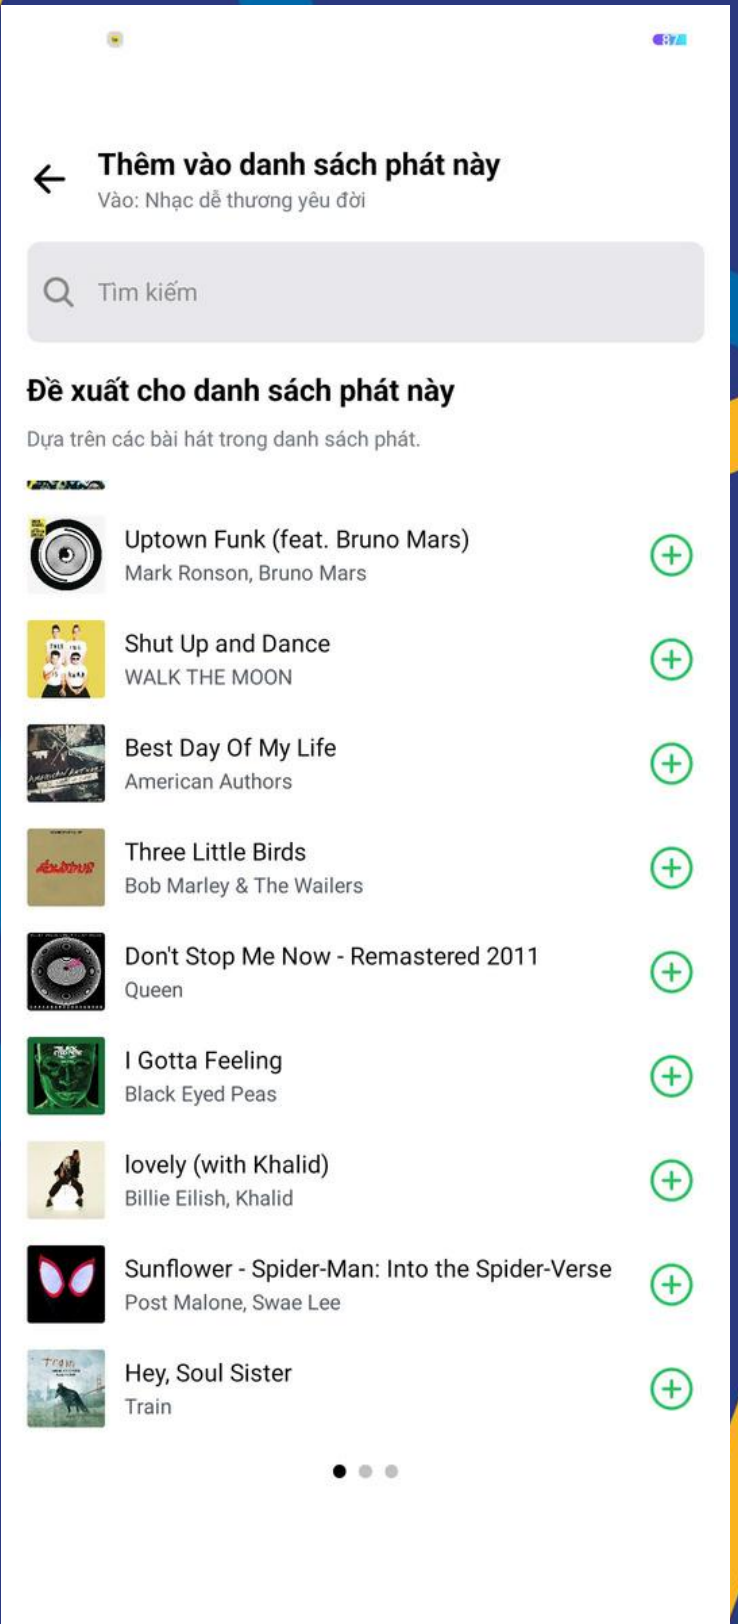 87
Thêm vào danh sách phát này
Vào: Nhạc dễ thương yêu đời
Tìm kiếm
Đề xuất cho danh sách phát này
Dựa trên các bài hát trong danh sách phát.
Uptown Funk (feat. Bruno Mars)
Mark Ronson, Bruno Mars
Shut Up and Dance
WALK THE MOON
Best Day Of My Life
American Authors
Three Little Birds
Bob Marley & The Wailers
Don't Stop Me Now - Remastered 2011
Queen
I Gotta Feeling
Black Eyed Peas
lovely (with Khalid)
Billie Eilish, Khalid
Sunflower - Spider-Man: Into the Spider-Verse
Post Malone, Swae Lee
Train
Hey, Soul Sister
Train